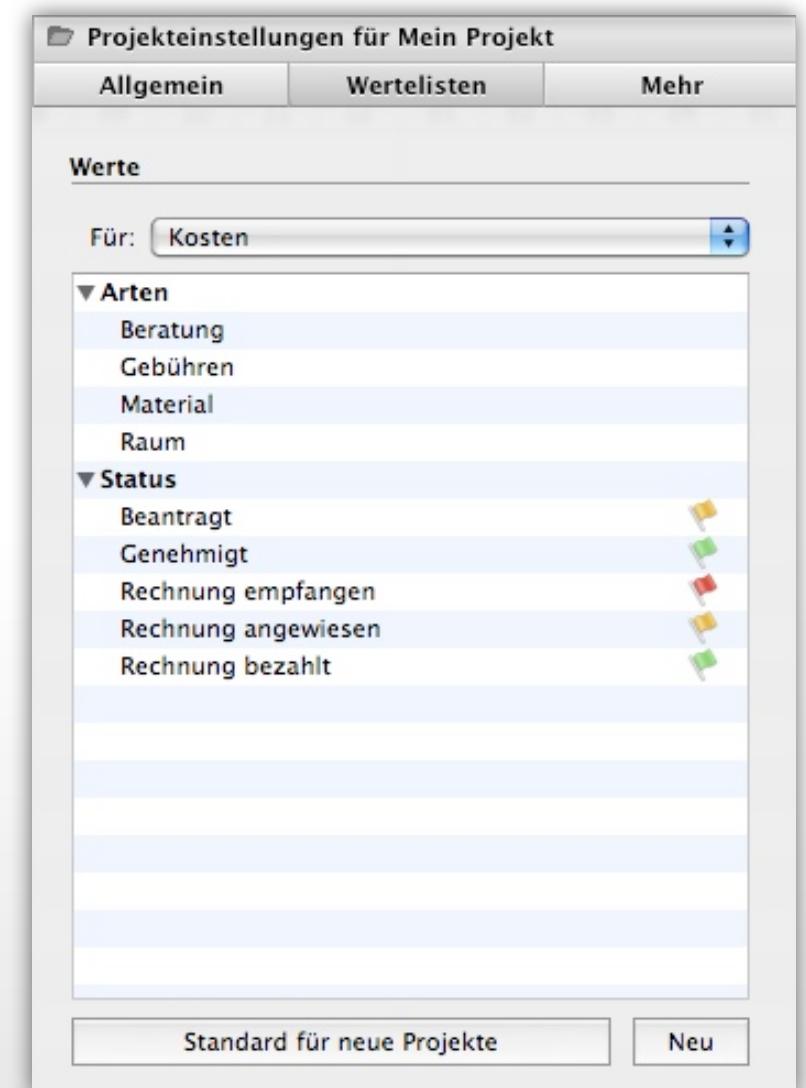 Projekteinstellungen für Mein Projekt
Allgemein Wertelisten Mehr
Werte
Für: Kosten
Arten
Beratung
Gebühren
Material
Raum
Status
Beantragt
Genehmigt
Rechnung empfangen
Rechnung angewiesen
Rechnung bezahlt
Standard für neue Projekte Neu